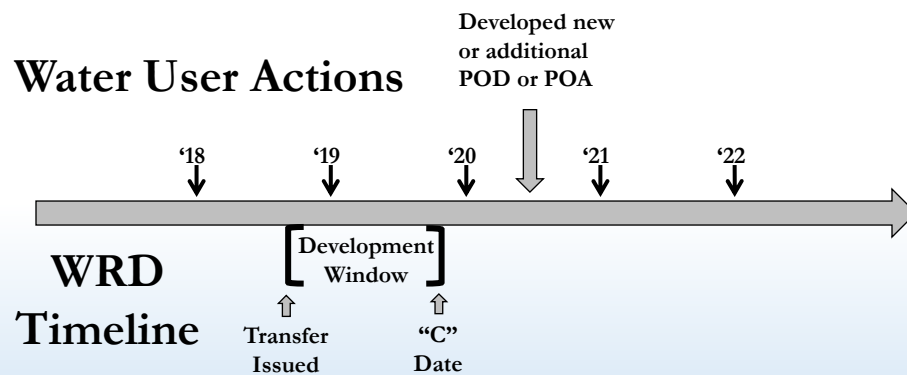 Developed new
or additional
POD or POA
Water User Actions
‘18
‘19
‘20
‘21
‘22
Development
Window
WRD
Timeline
Transfer
Issued
“C”
Date